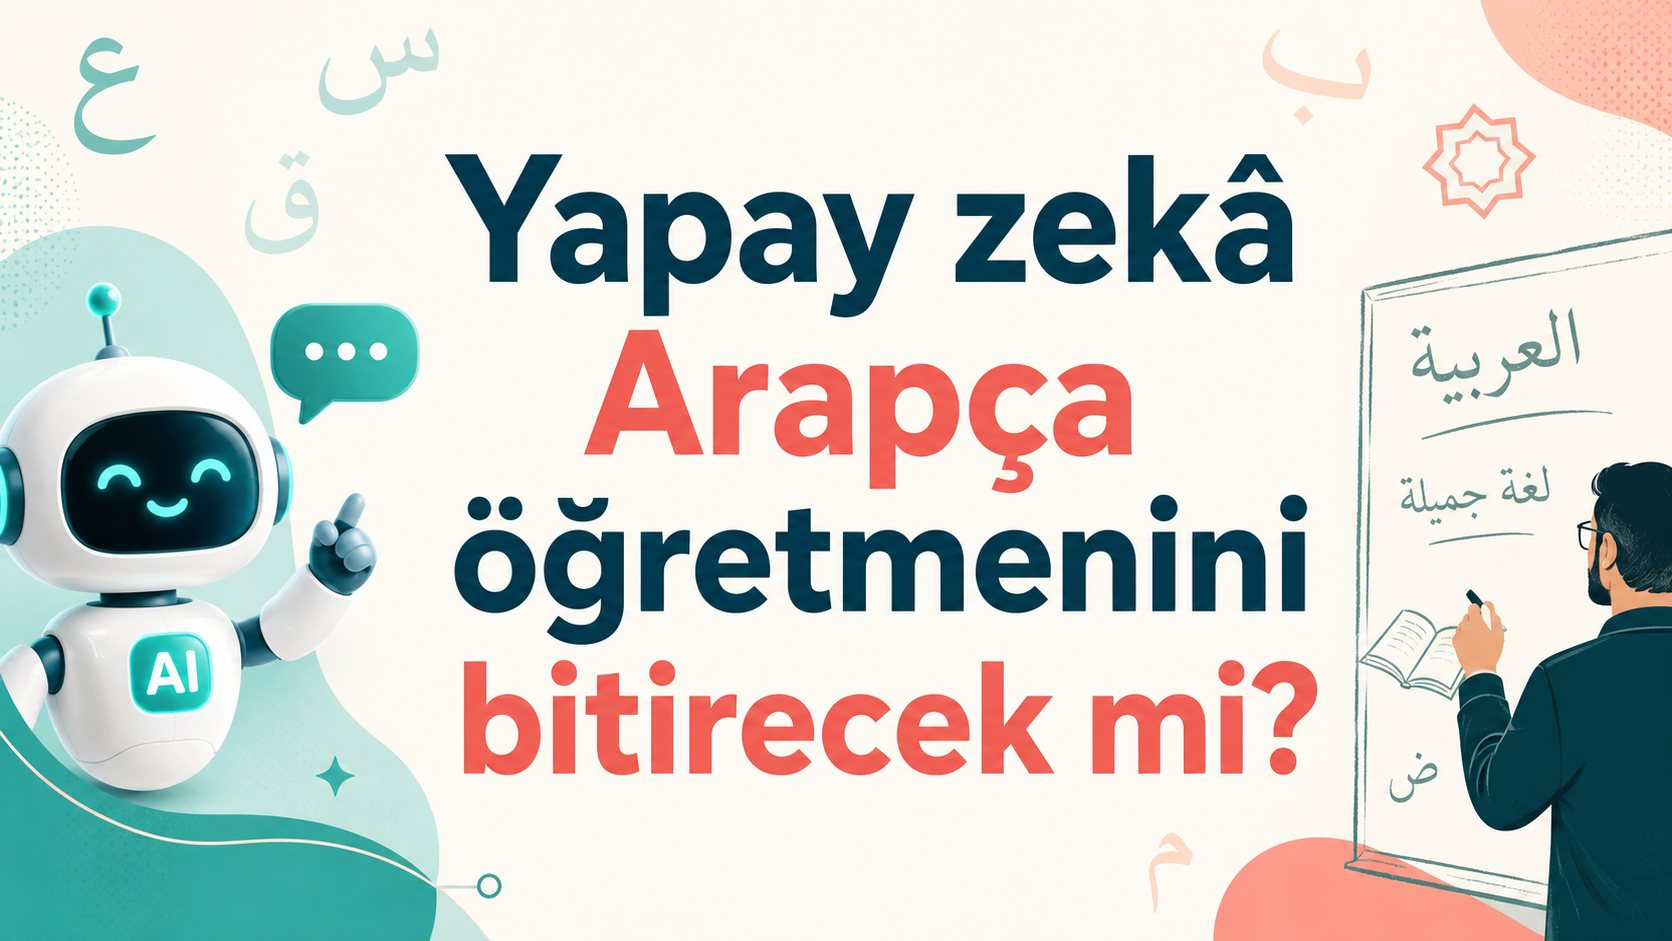 ع
س
ق
ب
Yapay zekâ
Arapça
öğretmenini
bitirecek mi?
AI
العربية
لغة جميلة
ض
م